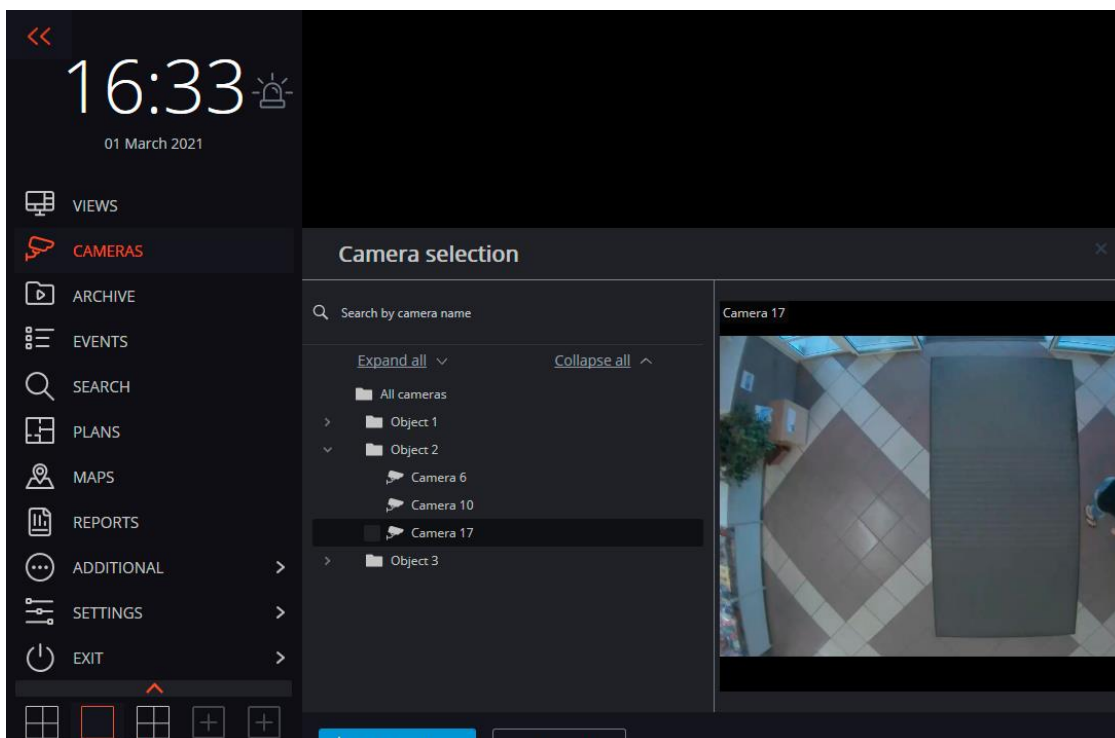 16:33
01 March 2021
VIEWS
CAMERAS
ARCHIVE
EVENTS
SEARCH
PLANS
MAPS
REPORTS
ADDITIONAL
SETTINGS
EXIT
Camera selection
Search by camera name
Expand all
Collapse all
All cameras
Object 1
Object 2
Camera 6
Camera 10
Camera 17
Object 3
Camera 17